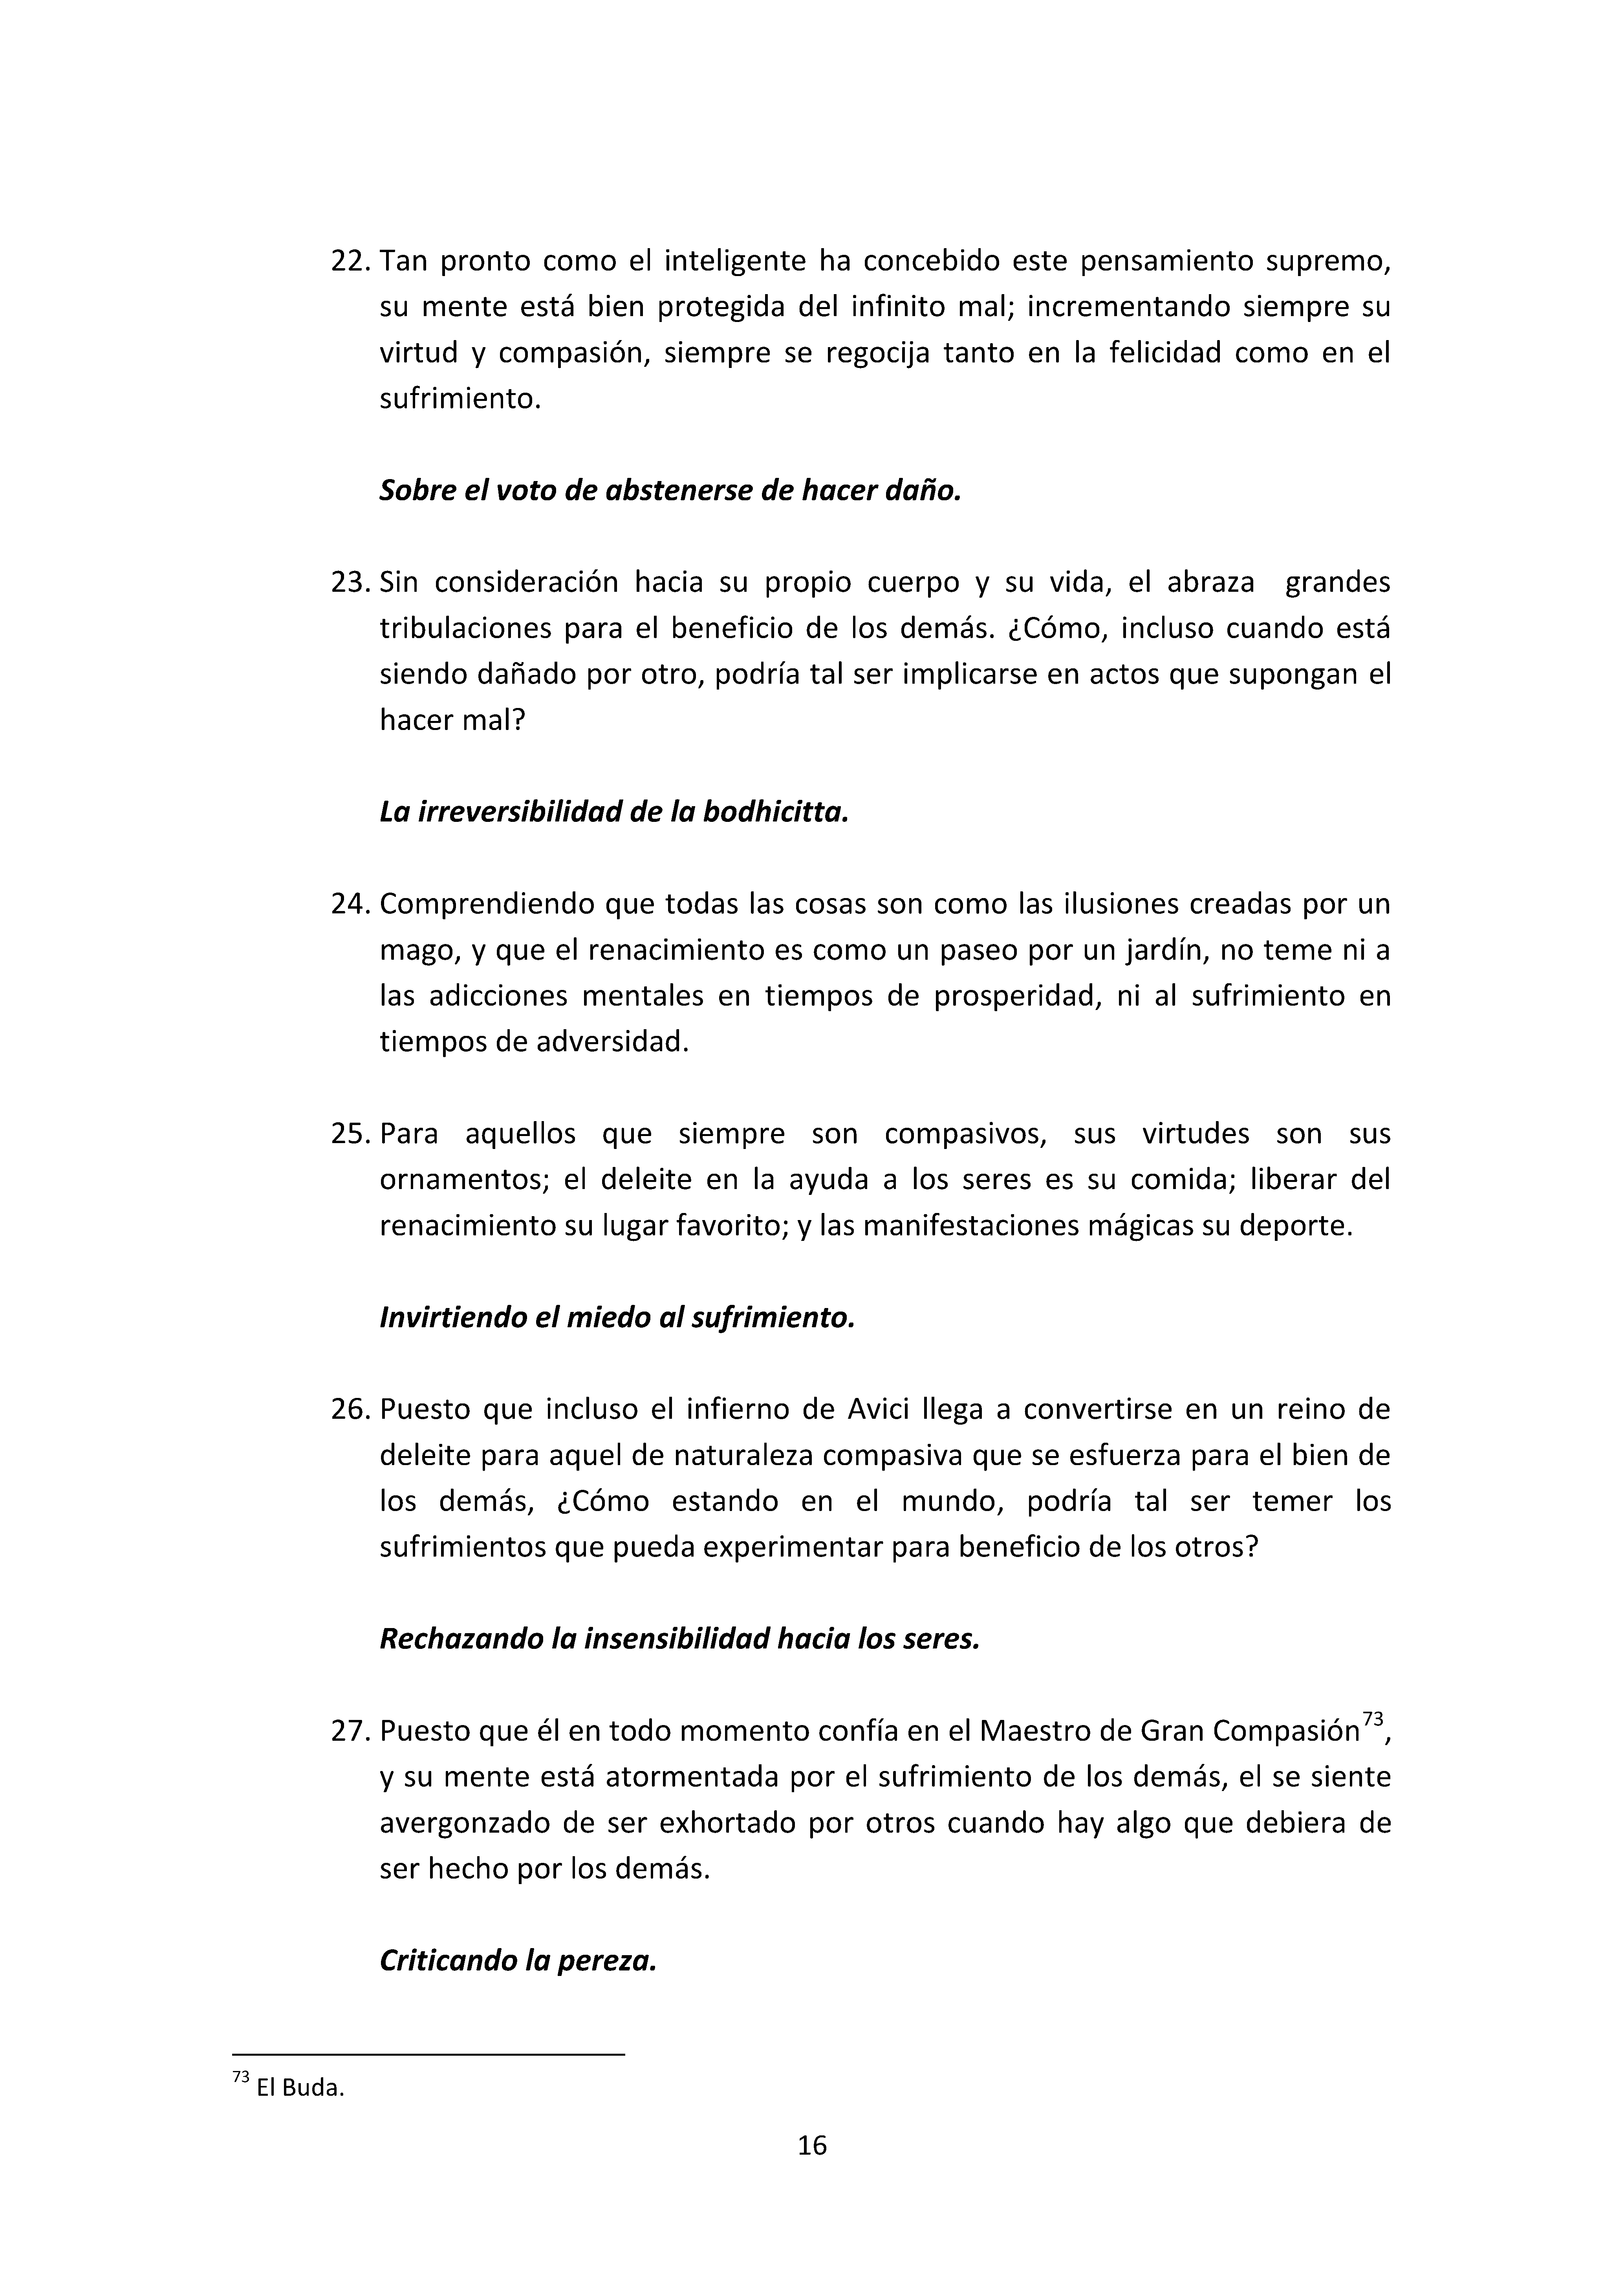 22. Tan pronto como el inteligente ha concebido este pensamiento supremo,
su mente está bien protegida del infinito mal; incrementando siempre su
virtud y compasión, siempre se regocija tanto en la felicidad como en el
sufrimiento.
Sobre el voto de abstenerse de hacer daño.
23. Sin consideración hacia su propio cuerpo y su vida, el abraza grandes
tribulaciones para el beneficio de los demás. ¿Cómo, incluso cuando está
siendo dañado por otro, podría tal ser implicarse en actos que supongan el
hacer mal?
La irreversibilidad de la bodhicitta.
24. Comprendiendo que todas las cosas son como las ilusiones creadas por un
mago, y que el renacimiento es como un paseo por un jardín, no teme ni a
las adicciones mentales en tiempos de prosperidad, ni al sufrimiento en
tiempos de adversidad.
25. Para aquellos que siempre son compasivos, sus virtudes son sus
ornamentos; el deleite en la ayuda a los seres es su comida; liberar del
renacimiento su lugar favorito; y las manifestaciones mágicas su deporte.
Invirtiendo el miedo al sufrimiento.
26. Puesto que incluso el infierno de Avici llega a convertirse en un reino de
deleite para aquel de naturaleza compasiva que se esfuerza para el bien de
los demás, ¿Cómo estando en el mundo, podría tal ser temer los
sufrimientos que pueda experimentar para beneficio de los otros?
Rechazando la insensibilidad hacia los seres.
27. Puesto que él en todo momento confía en el Maestro de Gran Compasión73,
y su mente está atormentada por el sufrimiento de los demás, el se siente
avergonzado de ser exhortado por otros cuando hay algo que debiera de
ser hecho por los demás.
Criticando la pereza.
73 El Buda.
16